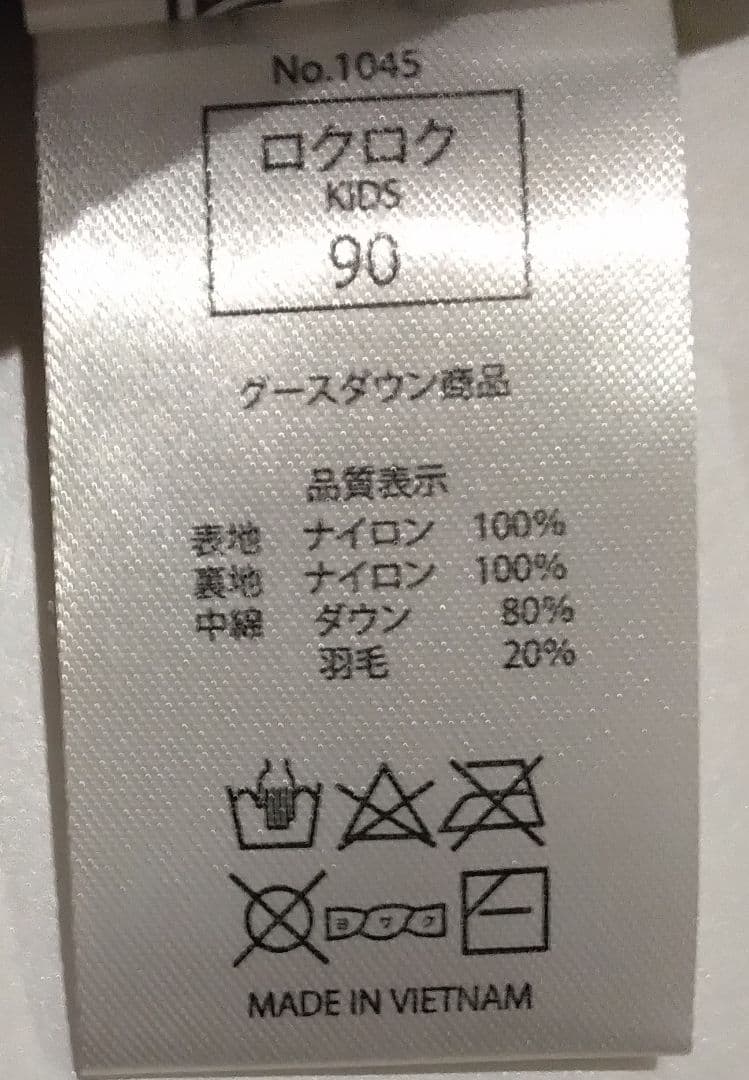 No.1045
ロクロク
KIDS
90
グースダウン商品
品質表示
表地 ナイロン 100%
裏地 ナイロン 100%
中綿 ダウン 80%
羽毛 20%
ヨワク
MADE IN VIETNAM